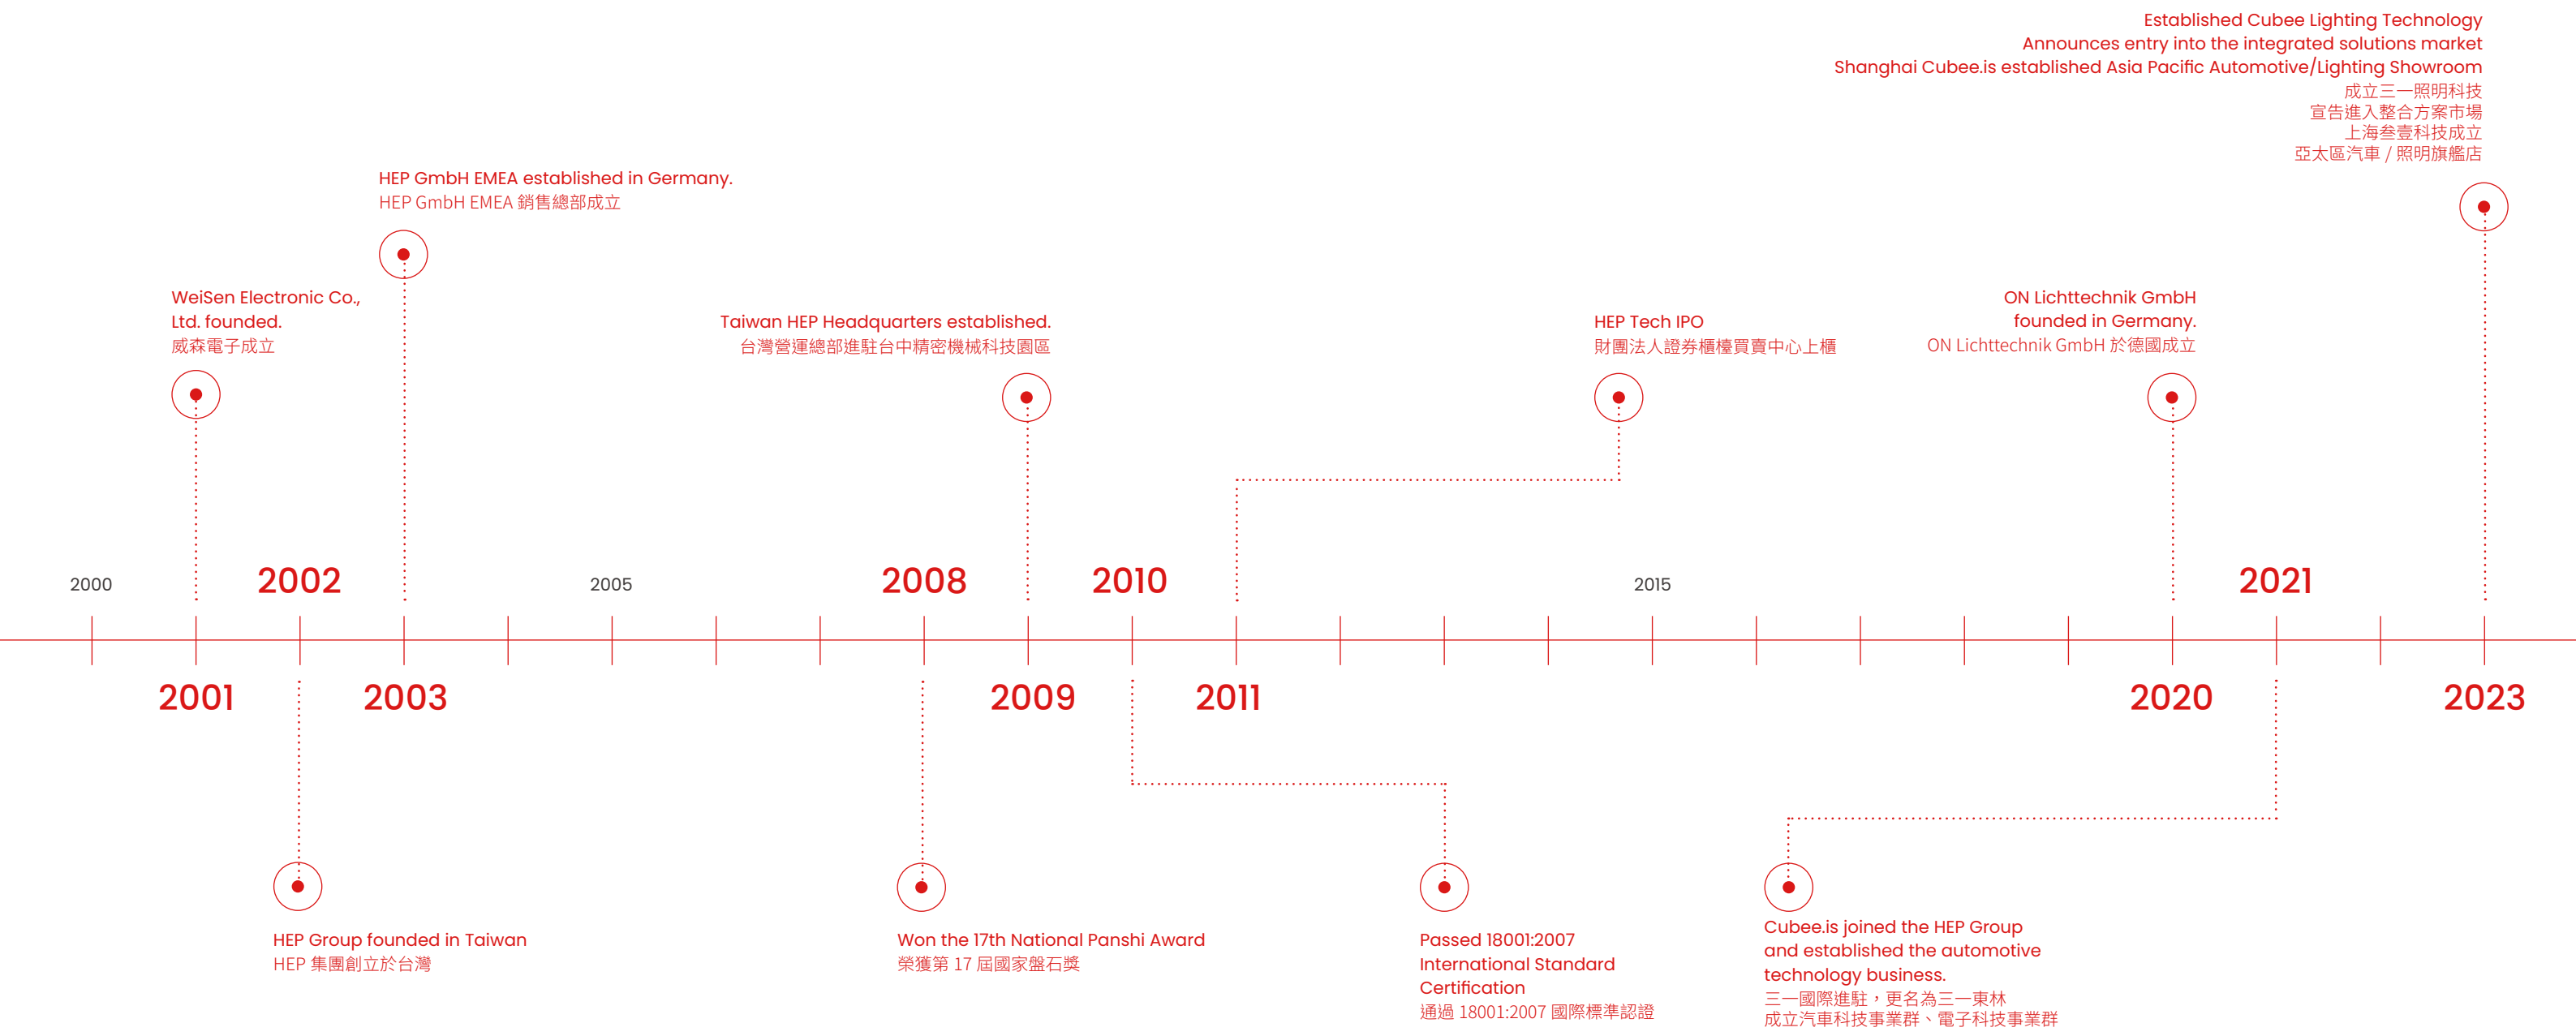 Established Cubee Lighting Technology
Announces entry into the integrated solutions market
Shanghai Cubee.is established Asia Pacific Automotive/Lighting Showroom
成立三一照明科技
宣告進入整合方案市場
上海叁壹科技成立
亞太區汽車 / 照明旗艦店
HEP GmbH EMEA established in Germany.
HEP GmbH EMEA 銷售總部成立
WeiSen Electronic Co.,
Ltd. founded.
威森電子成立
Taiwan HEP Headquarters established.
台灣營運總部進駐台中精密機械科技園區
HEP Tech IPO
財團法人證券櫃檯買賣中心上櫃
ON Lichttechnik GmbH
founded in Germany.
ON Lichttechnik GmbH 於德國成立
2000
2002
2005
2008
2010
2015
2021
2001
2003
2009
2011
2020
2023
HEP Group founded in Taiwan
HEP 集團創立於台灣
Won the 17th National Panshi Award
榮獲第 17 屆國家盤石獎
Passed 18001:2007
International Standard
Certification
通過 18001:2007 國際標準認證
Cubee.is joined the HEP Group
and established the automotive
technology business.
三一國際進駐，更名為三一東林
成立汽車科技事業群、電子科技事業群